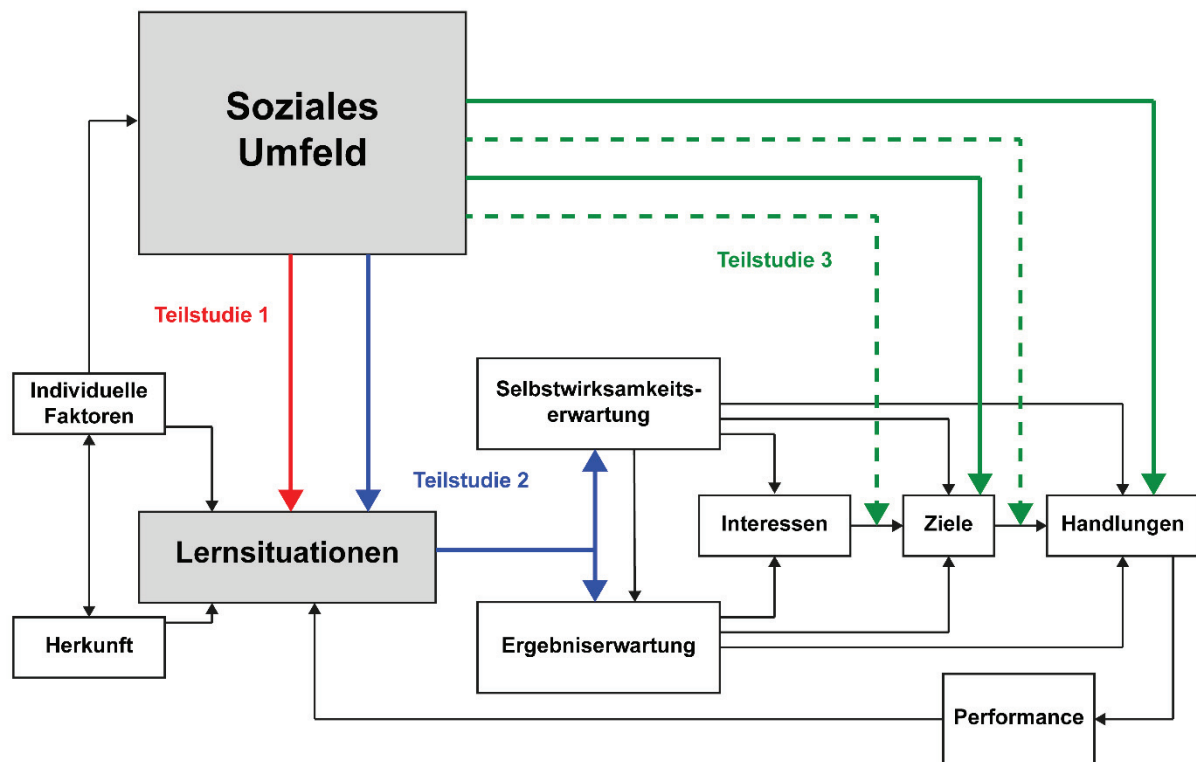 Soziales
Umfeld
Teilstudie 3
Teilstudie 1
Individuelle
Faktoren
Selbstwirksamkeits-
erwartung
Teilstudie 2
Interessen
Ziele
Handlungen
Lernsituationen
Herkunft
Ergebniserwartung
Performance